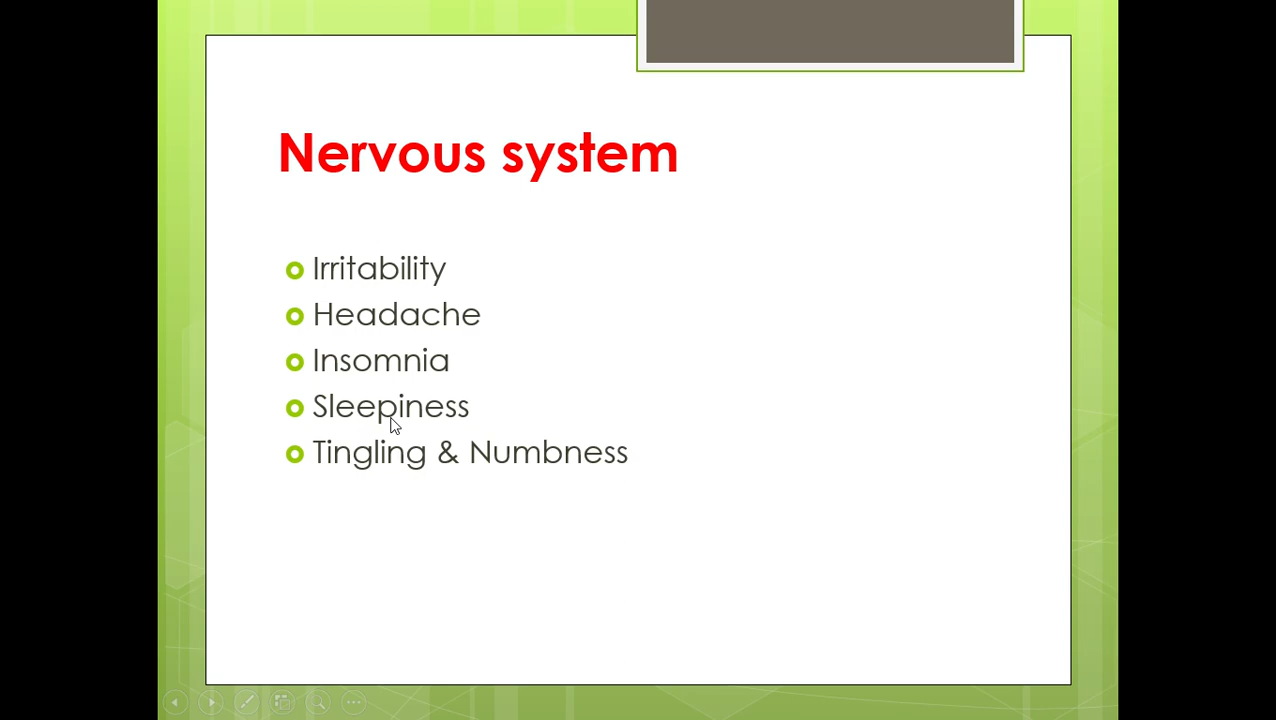 Nervous system
Irritability
Headache
Insomnia
Sleepiness
Tingling & Numbness